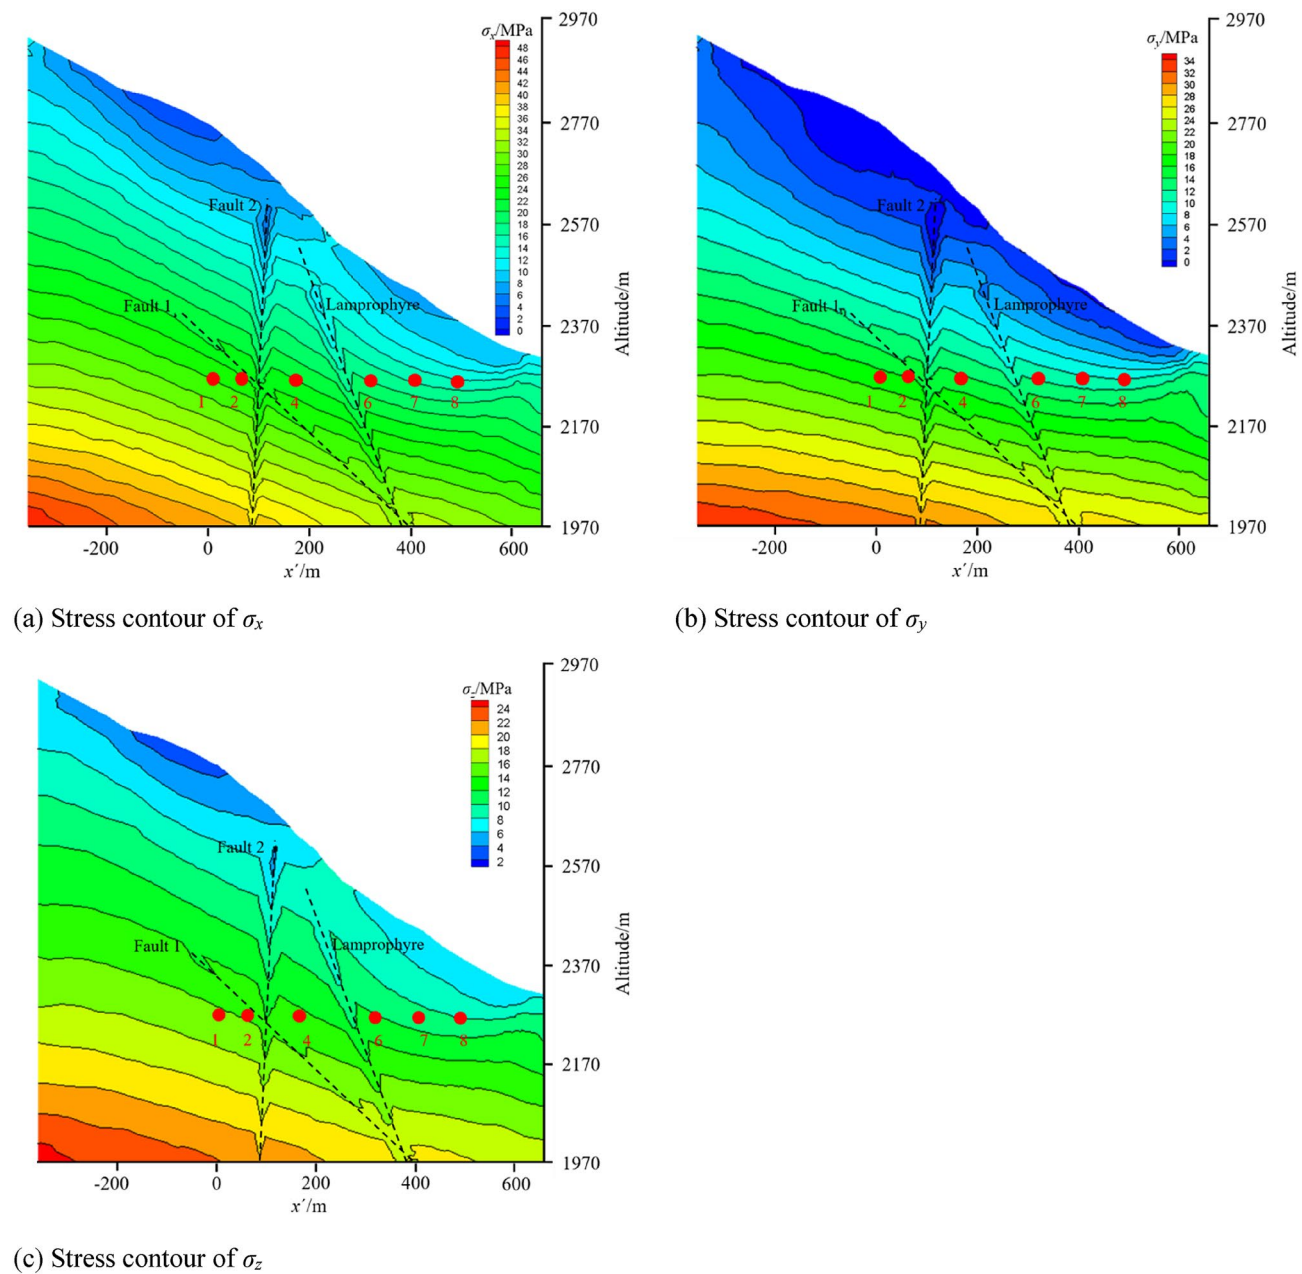 σx/MPa
48
46
44
42
40
38
36
34
32
30
28
26
24
22
20
18
16
14
12
10
8
6
4
2
0
2970
2770
2570
2370
2170
1970
Altitude/m
Fault 2
Fault 1
Lamprophyre
1 2 4 6 7 8
-200 0 200 400 600
x′/m
(a) Stress contour of σx
σy/MPa
34
32
30
28
26
24
22
20
18
16
14
12
10
8
6
4
2
0
2970
2770
2570
2370
2170
1970
Altitude/m
Fault 2
Fault 1
Lamprophyre
1 2 4 6 7 8
-200 0 200 400 600
x′/m
(b) Stress contour of σy
σz/MPa
24
22
20
18
16
14
12
10
8
6
4
2
2970
2770
2570
2370
2170
1970
Altitude/m
Fault 2
Fault 1
Lamprophyre
1 2 4 6 7 8
-200 0 200 400 600
x′/m
(c) Stress contour of σz